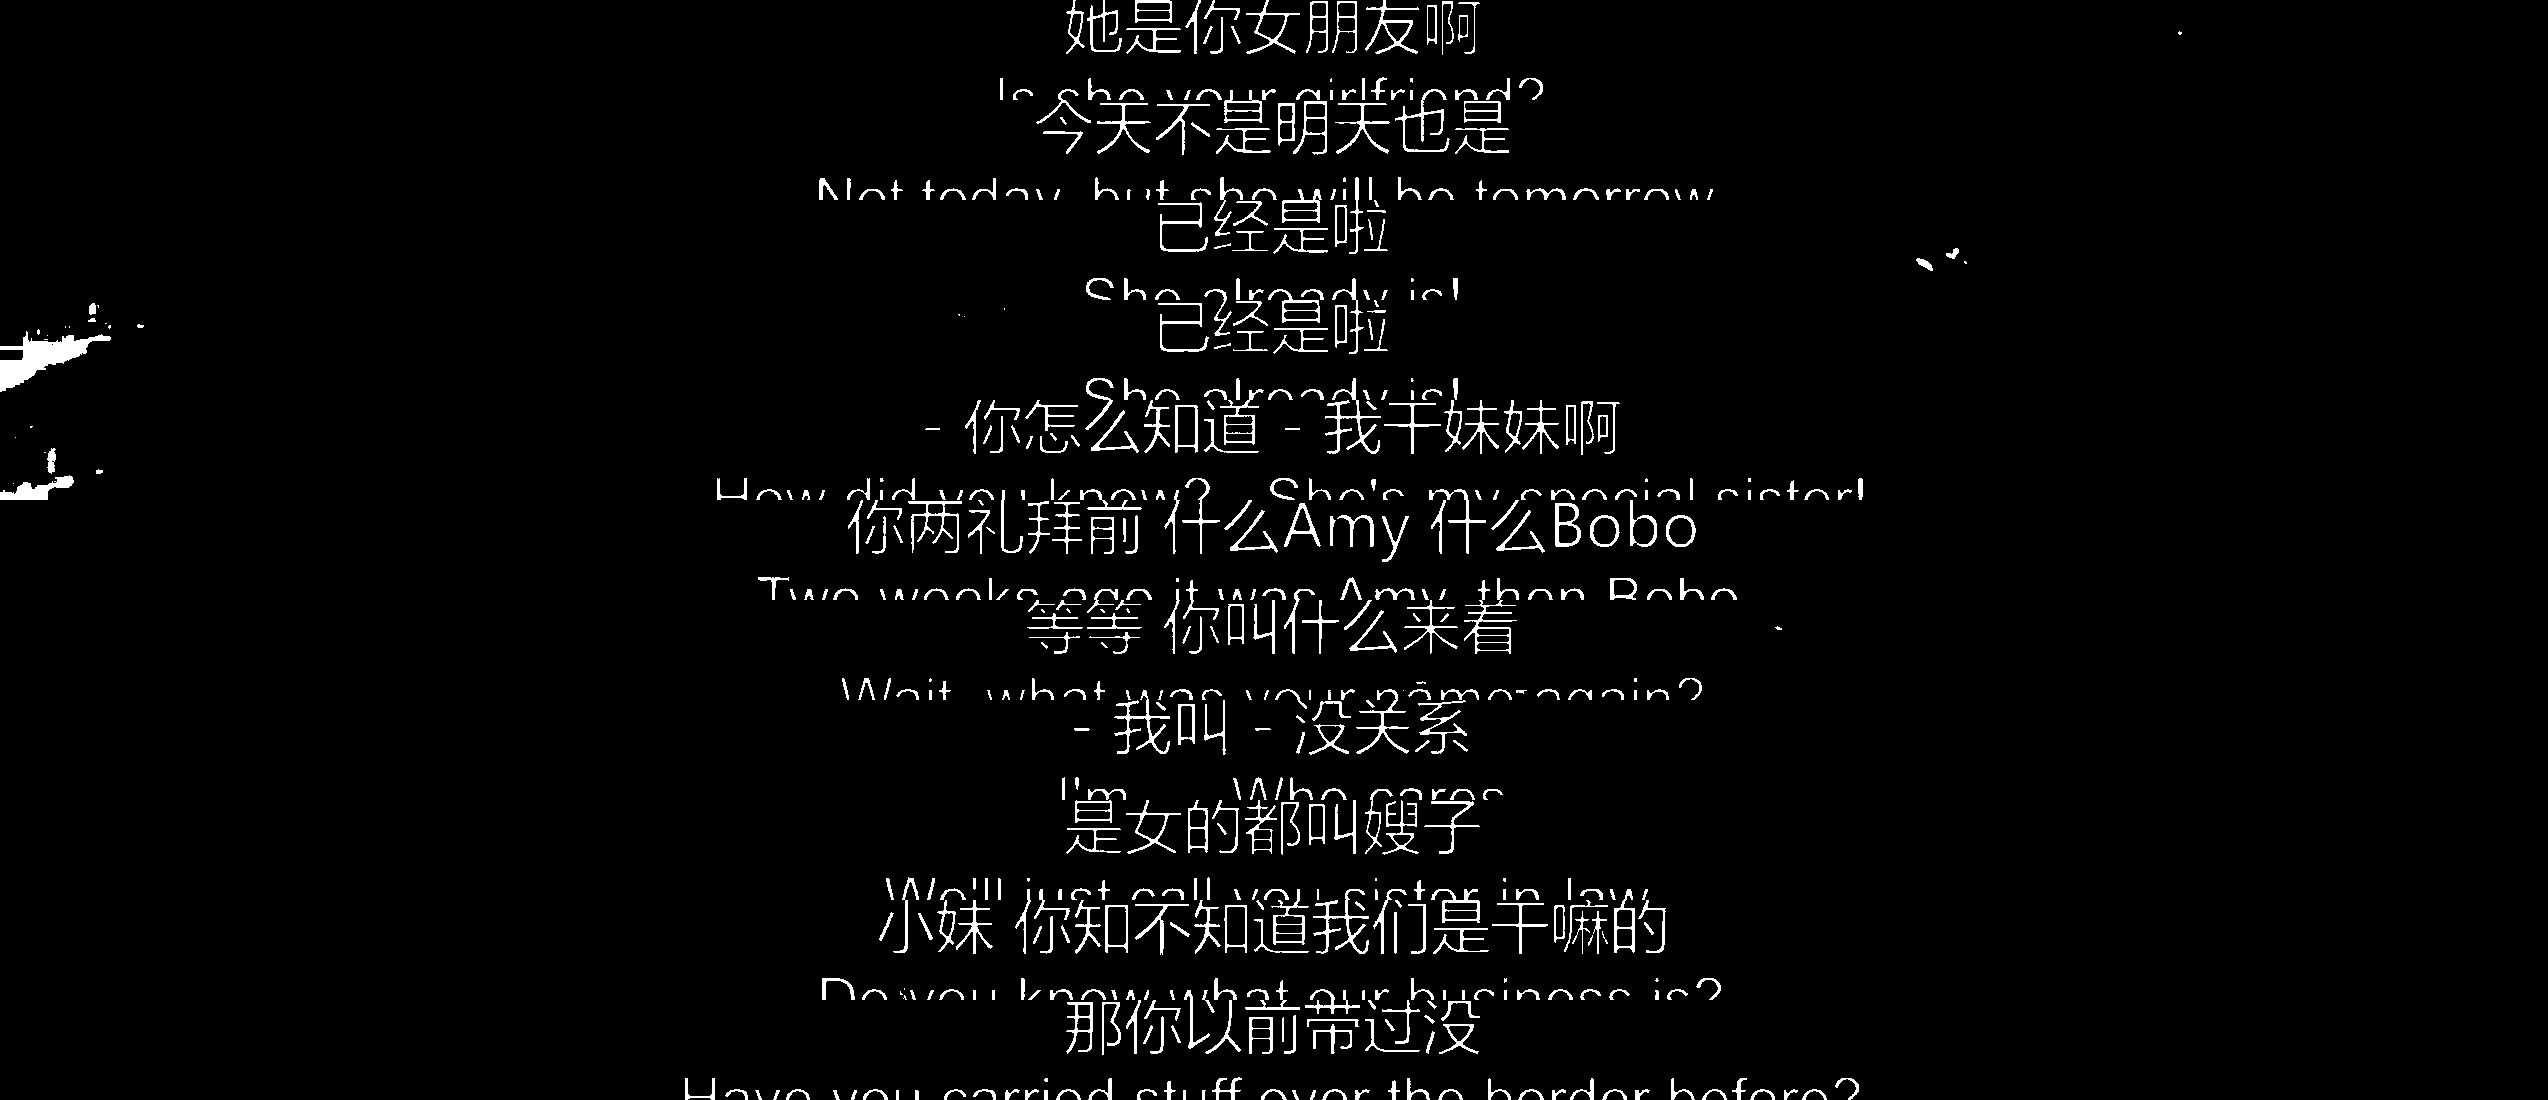 她是你女朋友啊
Is she your girlfriend?
今天不是明天也是
Not today, but she will be tomorrow
已经是啦
She already is!
已经是啦
She already is!
- 你怎么知道 - 我干妹妹啊
How did you know? She's my special sister!
你两礼拜前 什么Amy 什么Bobo
Two weeks ago it was Amy, then Bobo
等等 你叫什么来着
Wait, what was your name again?
- 我叫 - 没关系
I'm Who cares
是女的都叫嫂子
We'll just call you sister in law
小妹 你知不知道我们是干嘛的
Do you know what our business is?
那你以前带过没
Have you carried stuff over the border before?